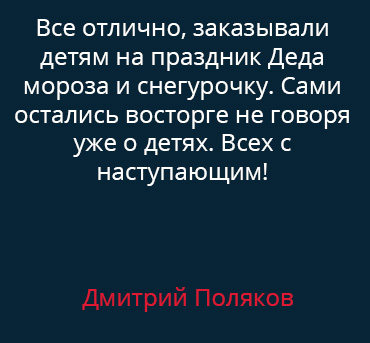 Все отлично, заказывали
детям на праздник Деда
мороза и снегурочку. Сами
остались восторге не говоря
уже о детях. Всех с
наступающим!
Дмитрий Поляков